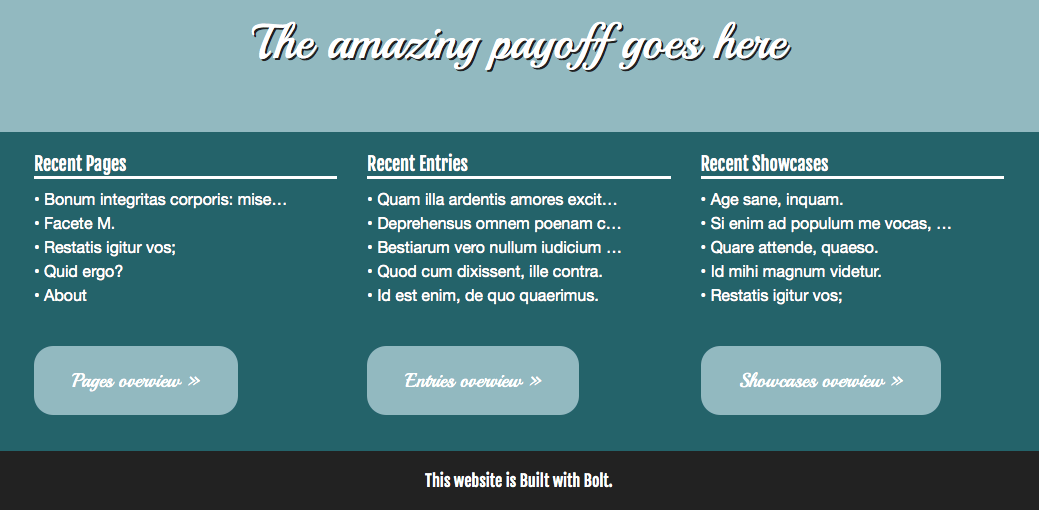 The amazing payoff goes here
Recent Pages
• Bonum integritas corporis: mise…
• Facete M.
• Restatis igitur vos;
• Quid ergo?
• About
Pages overview »
Recent Entries
• Quam illa ardentis amores excit…
• Deprehensus omnem poenam c…
• Bestiarum vero nullum iudicium …
• Quod cum dixissent, ille contra.
• Id est enim, de quo quaerimus.
Entries overview »
Recent Showcases
• Age sane, inquam.
• Si enim ad populum me vocas, …
• Quare attende, quaeso.
• Id mihi magnum videtur.
• Restatis igitur vos;
Showcases overview »
This website is Built with Bolt.